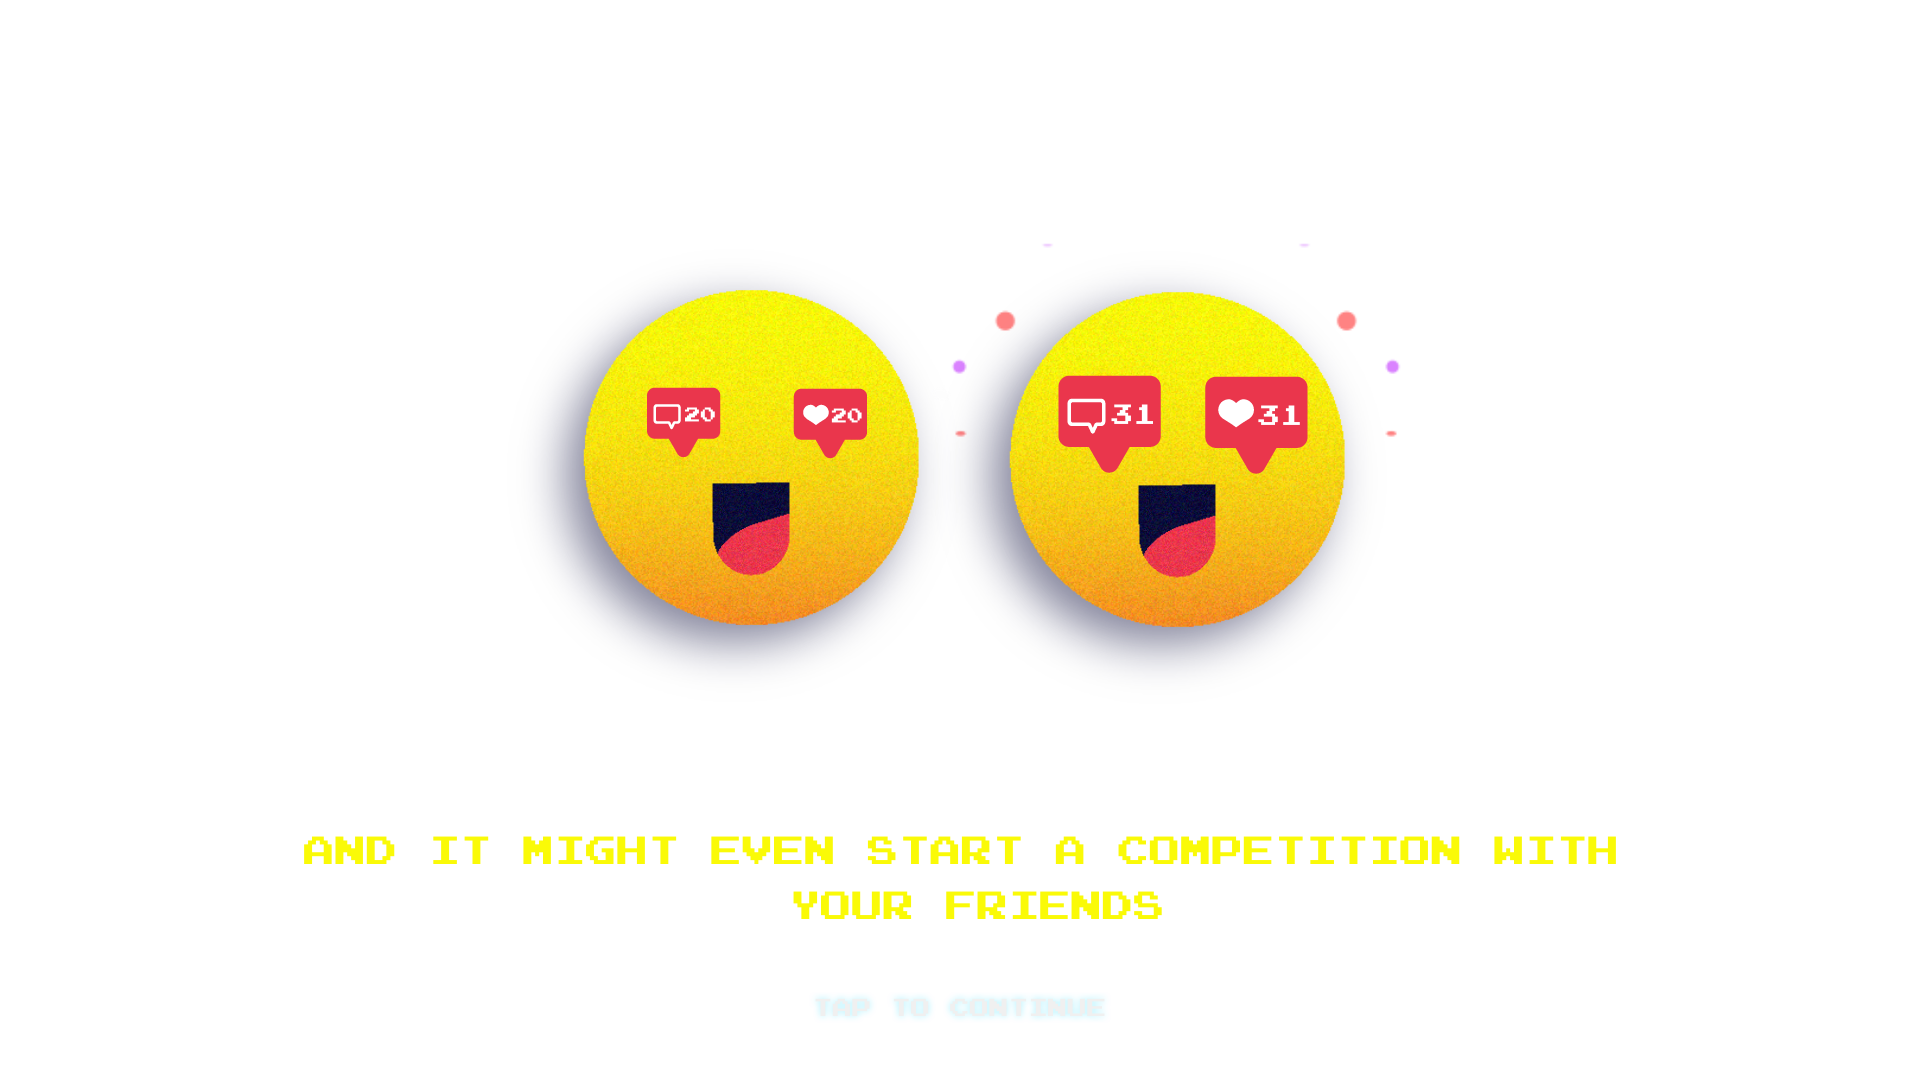 20 20 31 31
AND IT MIGHT EVEN START A COMPETITION WITH
YOUR FRIENDS
TAP TO CONTINUE